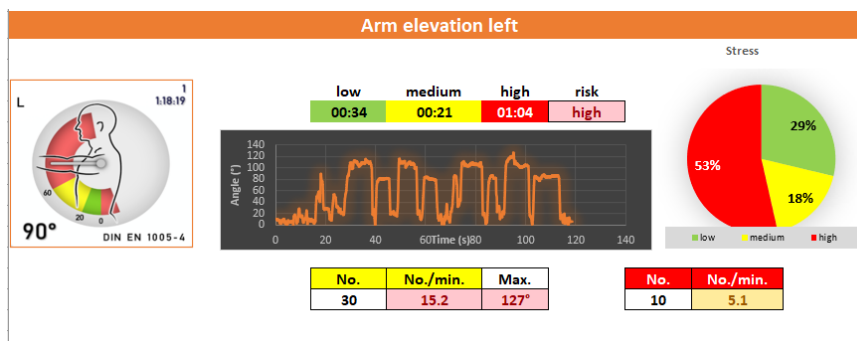 Arm elevation left
Stress
L
1
1:18:19
60
20
0
90°
DIN EN 1005-4
low medium high risk
00:34 00:21 01:04 high
Angle (°)
140
120
100
80
60
40
20
0
0 20 40 60 80 100 120 140
Time (s)
29%
18%
53%
low medium high
No. No./min. Max.
30 15.2 127°
No. No./min.
10 5.1